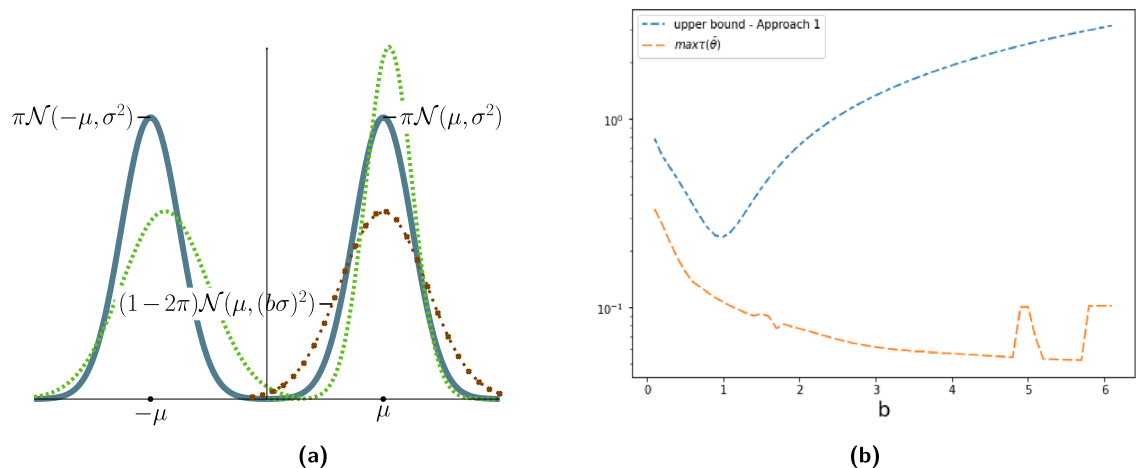 πN(−μ, σ²)
πN(μ, σ²)
(1−2π)N(μ, (bσ)²)
−μ
μ
(a)
upper bound - Approach 1
maxτ(θ̃)
10⁰
10⁻¹
0 1 2 3 4 5 6
b
(b)